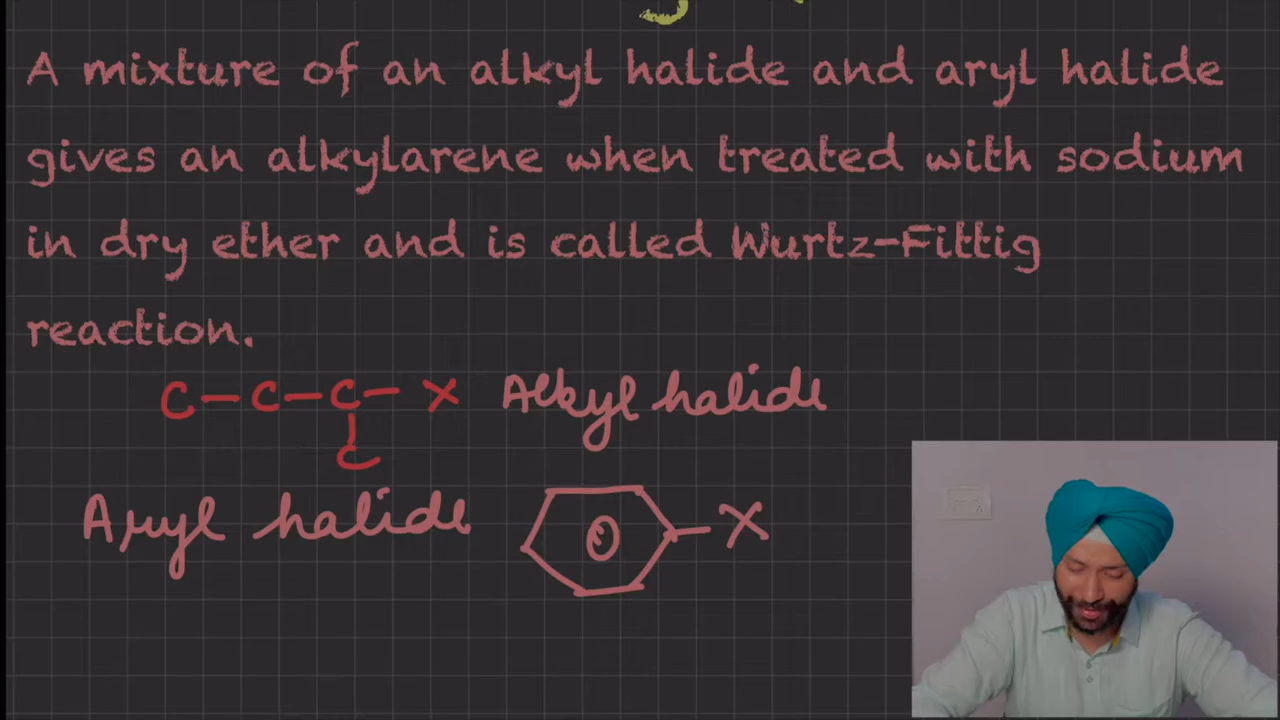 A mixture of an alkyl halide and aryl halide
gives an alkylarene when treated with sodium
in dry ether and is called Wurtz-Fittig
reaction.
C - C - C - X Alkyl halide
C
Aryl halide - X